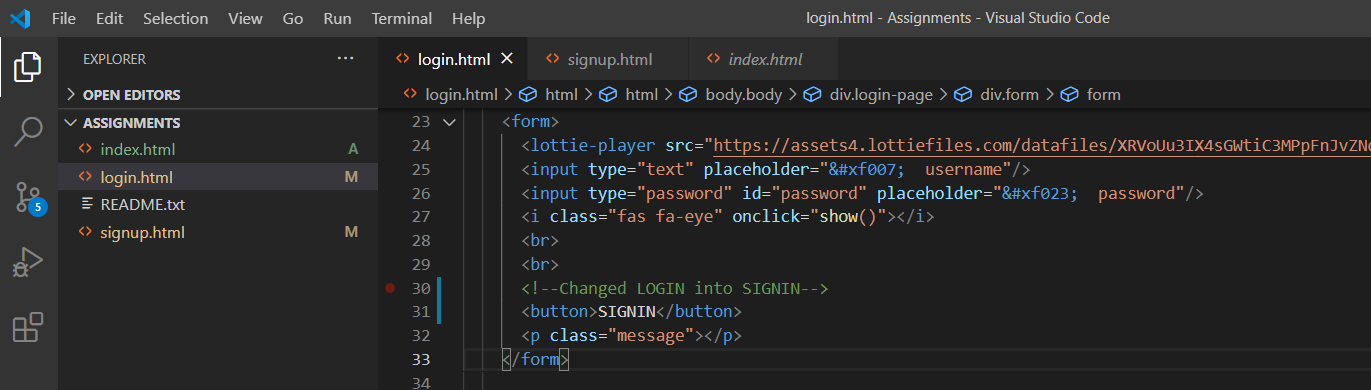 File Edit Selection View Go Run Terminal Help login.html - Assignments - Visual Studio Code
EXPLORER ...
OPEN EDITORS
ASSIGNMENTS
index.html A
login.html M
README.txt
signup.html M
5
login.html signup.html index.html
login.html > html > html > body.body > div.login-page > div.form > form
23 <form>
24 <lottie-player src="https://assets4.lottiefiles.com/datafiles/XRVoUu3IX4sGWtiC3MPpFnJvZN
25 <input type="text" placeholder="&#xf007;  username"/>
26 <input type="password" id="password" placeholder="&#xf023;  password"/>
27 <i class="fas fa-eye" onclick="show()"></i>
28 <br>
29 <br>
30 <!--Changed LOGIN into SIGNIN-->
31 <button>SIGNIN</button>
32 <p class="message"></p>
33 </form>
34